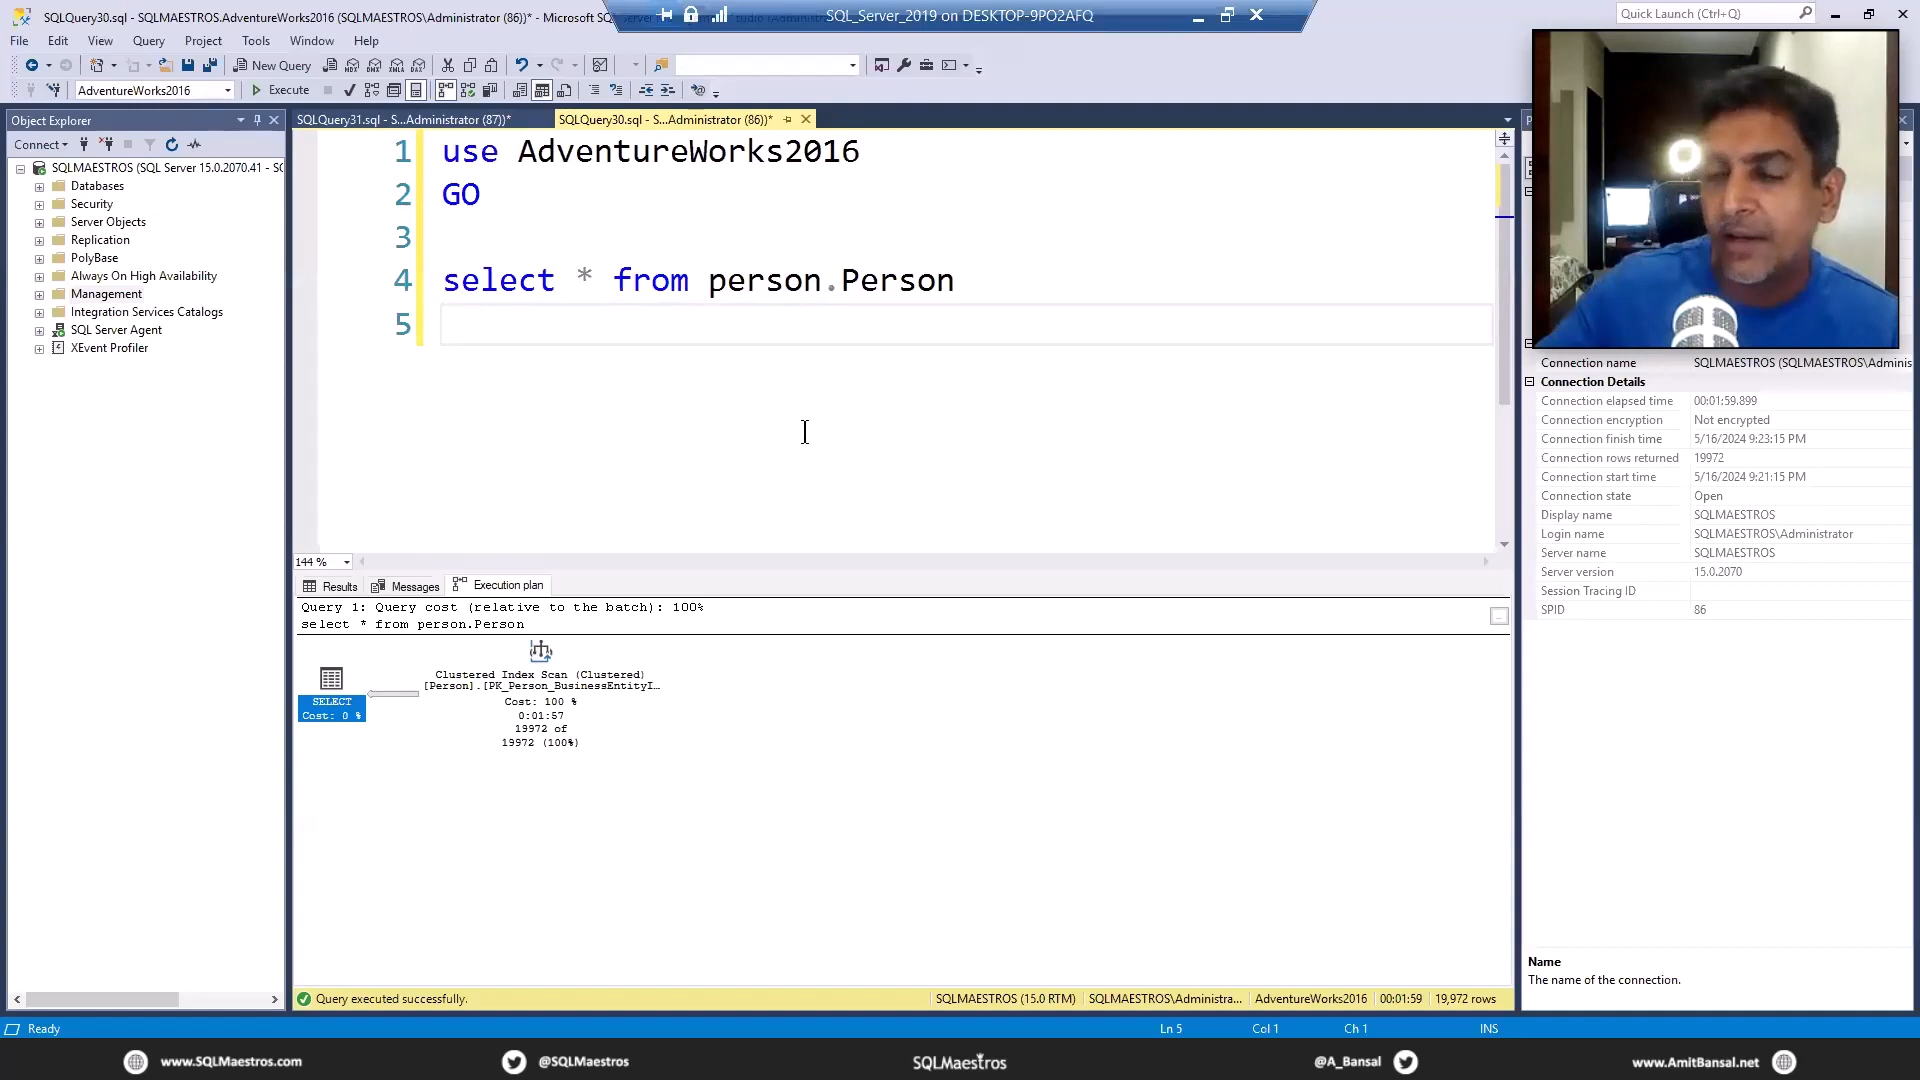 SQLQuery30.sql - SQLMAESTROS.AdventureWorks2016 (SQLMAESTROS\Administrator (86))* - Microsoft SQ
SQL_Server_2019 on DESKTOP-9PO2AFQ
Quick Launch (Ctrl+Q)
File Edit View Query Project Tools Window Help
New Query
AdventureWorks2016
Execute
Object Explorer
SQLQuery31.sql - S...Administrator (87))*
SQLQuery30.sql - S...Administrator (86))*
Connect
SQLMAESTROS (SQL Server 15.0.2070.41 - SQ
Databases
Security
Server Objects
Replication
PolyBase
Always On High Availability
Management
Integration Services Catalogs
SQL Server Agent
XEvent Profiler
1 use AdventureWorks2016
2 GO
3
4 select * from person.Person
5
144 %
Results Messages Execution plan
Query 1: Query cost (relative to the batch): 100%
select * from person.Person
SELECT
Cost: 0 %
Clustered Index Scan (Clustered)
[Person].[PK_Person_BusinessEntityI…
Cost: 100 %
0:01:57
19972 of
19972 (100%)
Connection name SQLMAESTROS (SQLMAESTROS\Adminis
Connection Details
Connection elapsed time 00:01:59.899
Connection encryption Not encrypted
Connection finish time 5/16/2024 9:23:15 PM
Connection rows returned 19972
Connection start time 5/16/2024 9:21:15 PM
Connection state Open
Display name SQLMAESTROS
Login name SQLMAESTROS\Administrator
Server name SQLMAESTROS
Server version 15.0.2070
Session Tracing ID
SPID 86
Name
The name of the connection.
Query executed successfully.
SQLMAESTROS (15.0 RTM) SQLMAESTROS\Administra... AdventureWorks2016 00:01:59 19,972 rows
Ready Ln 5 Col 1 Ch 1 INS
www.SQLMaestros.com @SQLMaestros SQLMaestros @A_Bansal www.AmitBansal.net